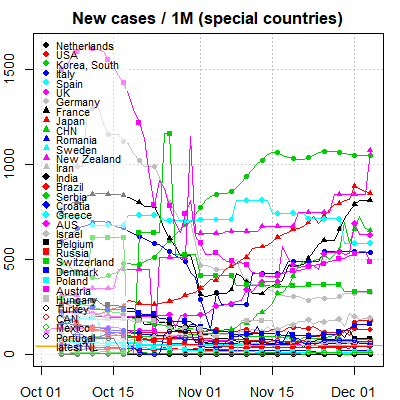 New cases / 1M (special countries)
1500
1000
500
0
Netherlands
USA
Korea, South
Italy
Spain
UK
Germany
France
Japan
CHN
Romania
Sweden
New Zealand
Iran
India
Brazil
Serbia
Croatia
Greece
AUS
Israel
Belgium
Russia
Switzerland
Denmark
Poland
Austria
Hungary
Turkey
CAN
Mexico
Portugal
latest NL
Oct 01
Oct 15
Nov 01
Nov 15
Dec 01